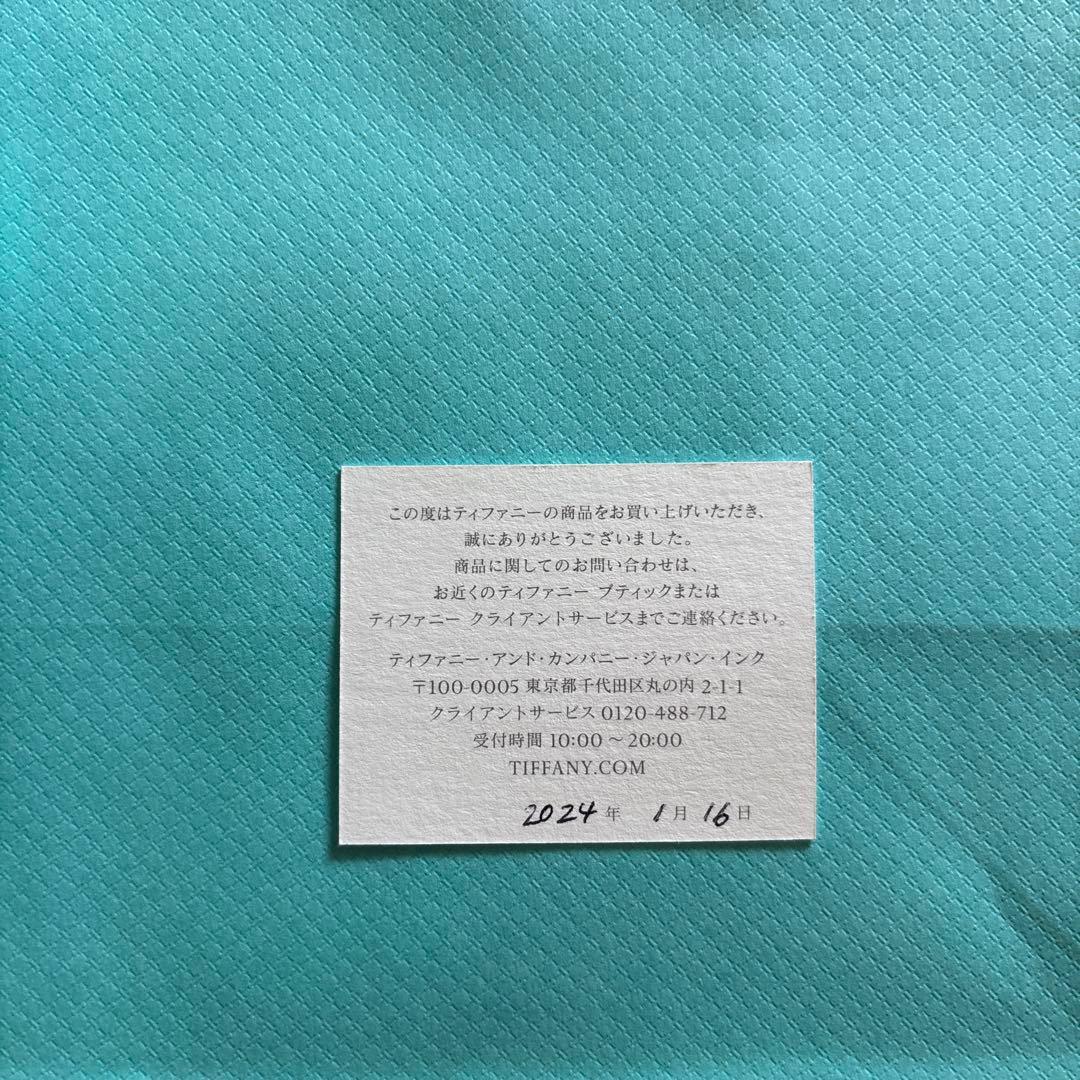 この度はティファニーの商品をお買い上げいただき、
誠にありがとうございました。
商品に関してのお問い合わせは、
お近くのティファニー ブティックまたは
ティファニー クライアントサービスまでご連絡ください。
ティファニー・アンド・カンパニー・ジャパン・インク
〒100-0005 東京都千代田区丸の内 2-1-1
クライアントサービス 0120-488-712
受付時間 10:00 ～ 20:00
TIFFANY.COM
2024 年 1 月 16 日